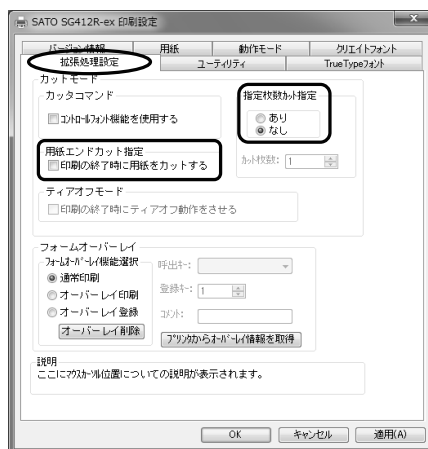 SATO SG412R-ex 印刷設定
バージョン情報 用紙 動作モード クリエイトフォント
拡張処理設定 ユーティリティ TrueTypeフォント
カットモード
カッタコマンド
コントロールフォント機能を使用する
指定枚数カット指定
あり
なし
用紙エンドカット指定
印刷の終了時に用紙をカットする
カット枚数: 1
ティアオフモード
印刷の終了時にティアオフ動作をさせる
フォームオーバーレイ
フォームオーバーレイ機能選択
通常印刷
オーバーレイ印刷
オーバーレイ登録
オーバーレイ削除
呼出キー:
登録キー: 1
コメント:
プリンタからオーバーレイ情報を取得
説明
ここにマウスカーソル位置についての説明が表示されます。
OK キャンセル 適用(A)